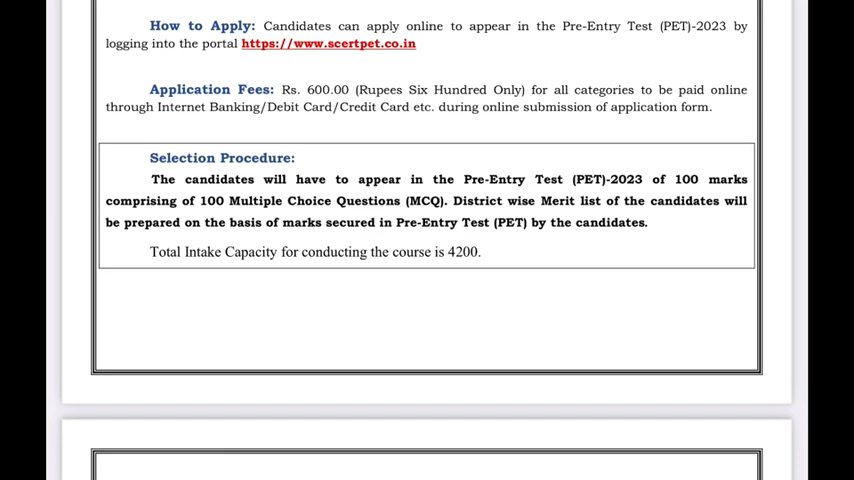 How to Apply: Candidates can apply online to appear in the Pre-Entry Test (PET)-2023 by
logging into the portal https://www.scertpet.co.in
Application Fees: Rs. 600.00 (Rupees Six Hundred Only) for all categories to be paid online
through Internet Banking/Debit Card/Credit Card etc. during online submission of application form.
Selection Procedure:
The candidates will have to appear in the Pre-Entry Test (PET)-2023 of 100 marks
comprising of 100 Multiple Choice Questions (MCQ). District wise Merit list of the candidates will
be prepared on the basis of marks secured in Pre-Entry Test (PET) by the candidates.
Total Intake Capacity for conducting the course is 4200.